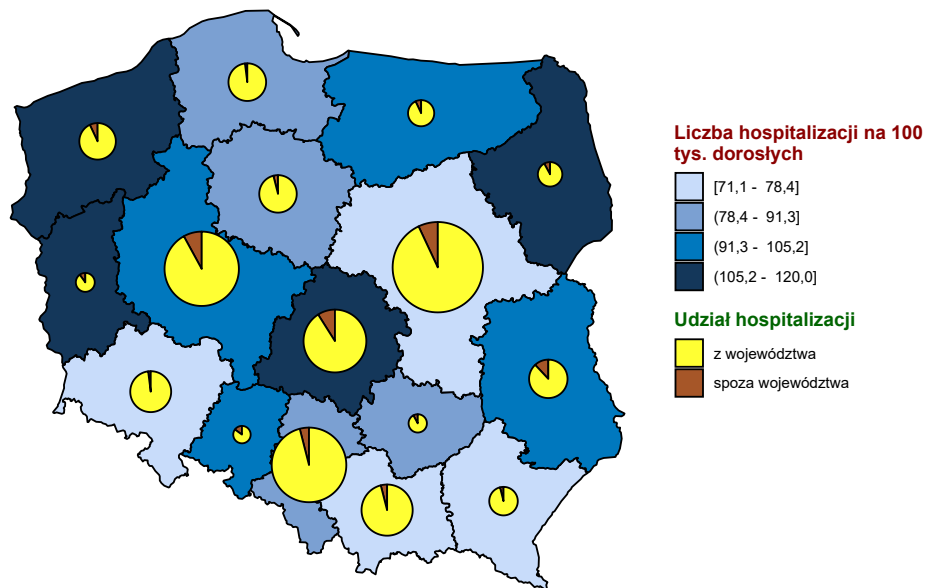 Liczba hospitalizacji na 100
tys. dorosłych
[71,1 - 78,4]
(78,4 - 91,3]
(91,3 - 105,2]
(105,2 - 120,0]
Udział hospitalizacji
z województwa
spoza województwa